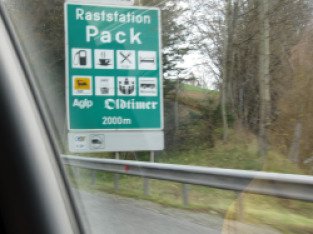 Raststation
Pack
Agip Oldtimer
2000m